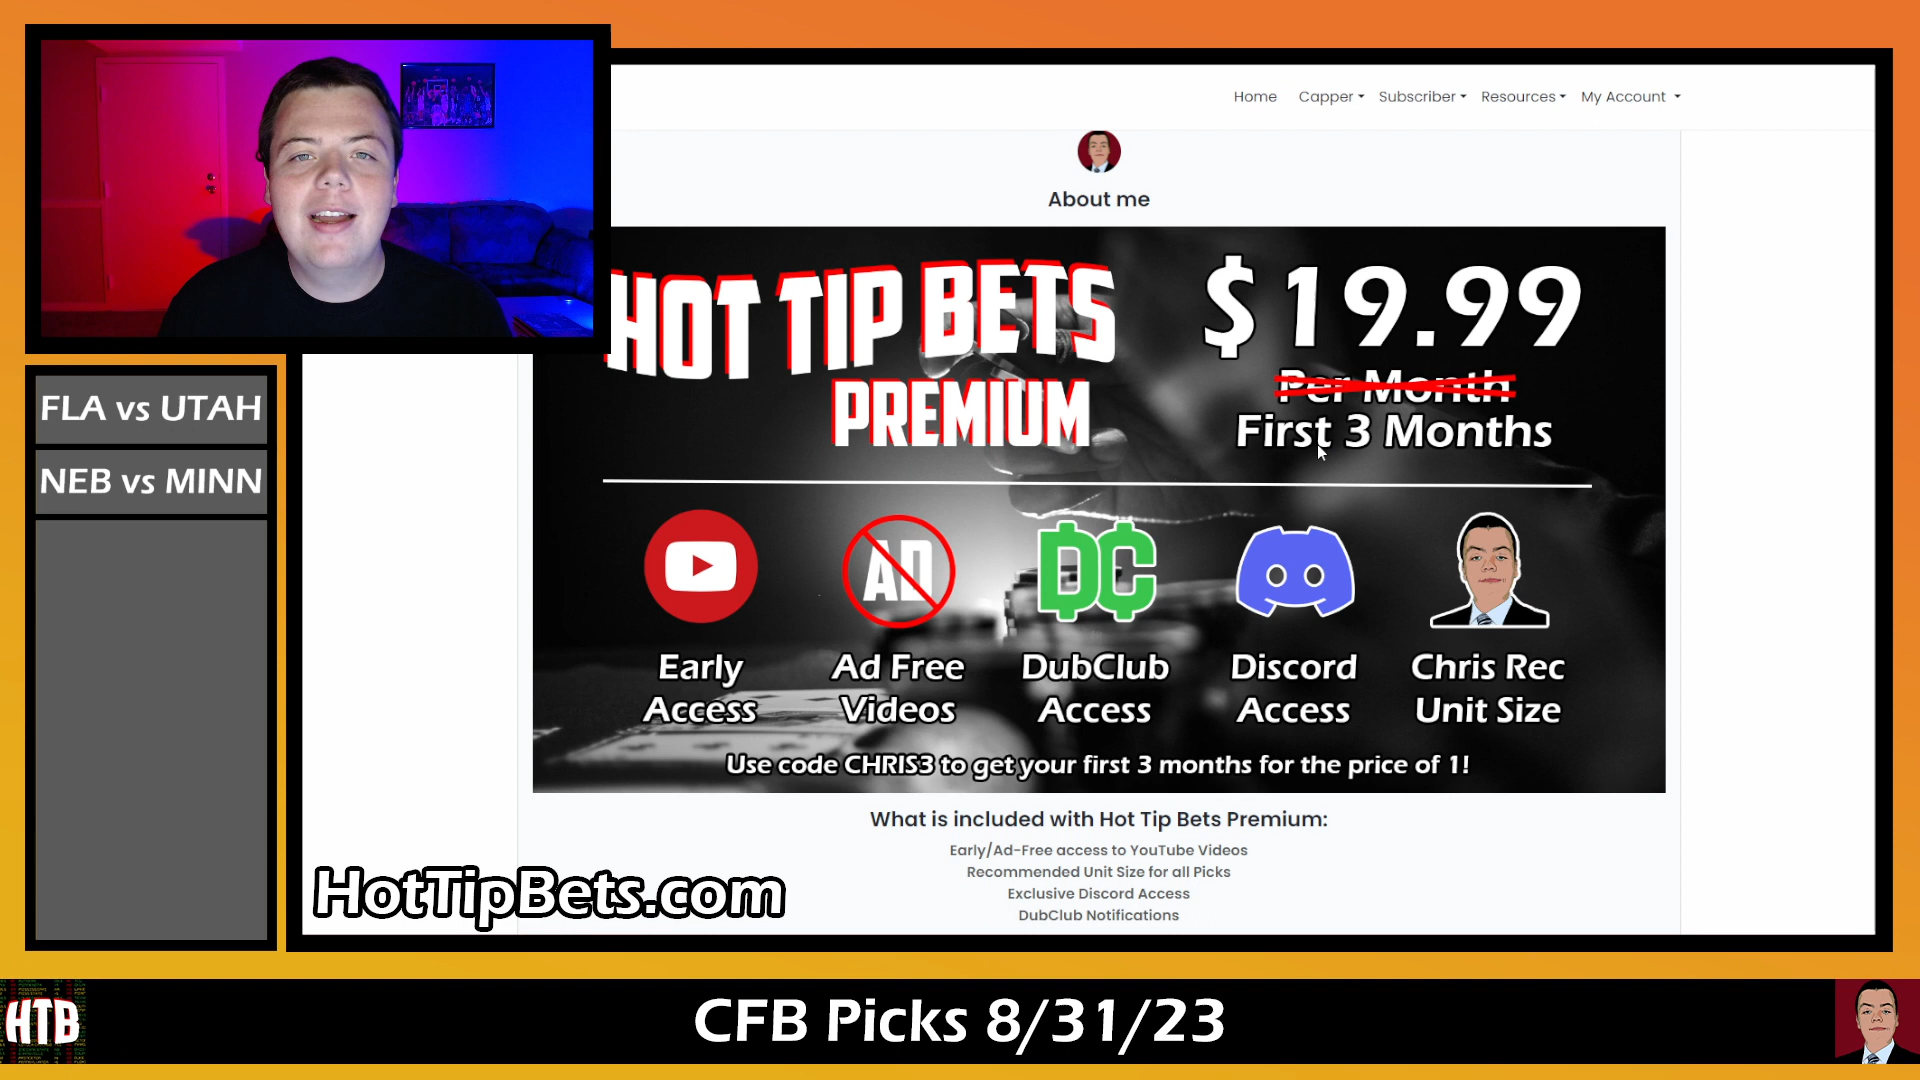 Home Capper Subscriber Resources My Account
About me
HOT TIP BETS
PREMIUM
$19.99
Per Month
First 3 Months
FLA vs UTAH
NEB vs MINN
AD
DC
Early
Access
Ad Free
Videos
DubClub
Access
Discord
Access
Chris Rec
Unit Size
Use code CHRIS3 to get your first 3 months for the price of 1!
What is included with Hot Tip Bets Premium:
Early/Ad-Free access to YouTube Videos
Recommended Unit Size for all Picks
Exclusive Discord Access
DubClub Notifications
HotTipBets.com
HTB
CFB Picks 8/31/23